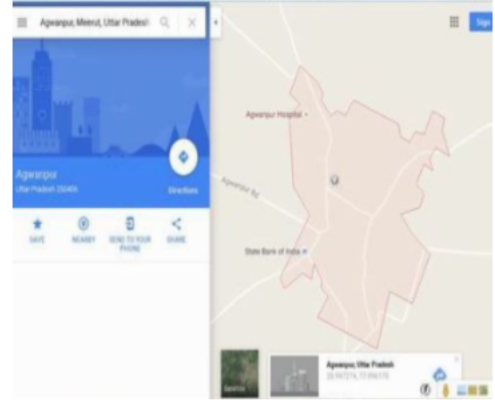 Agwanpur, Meerut, Uttar Pradesh
Sign
Agwanpur
Uttar Pradesh
Directions
SAVE
NEARBY
SEND TO YOUR
PHONE
SHARE
Agwanpur Hospital
Agwanpur Rd
State Bank of India
Agwanpur, Uttar Pradesh